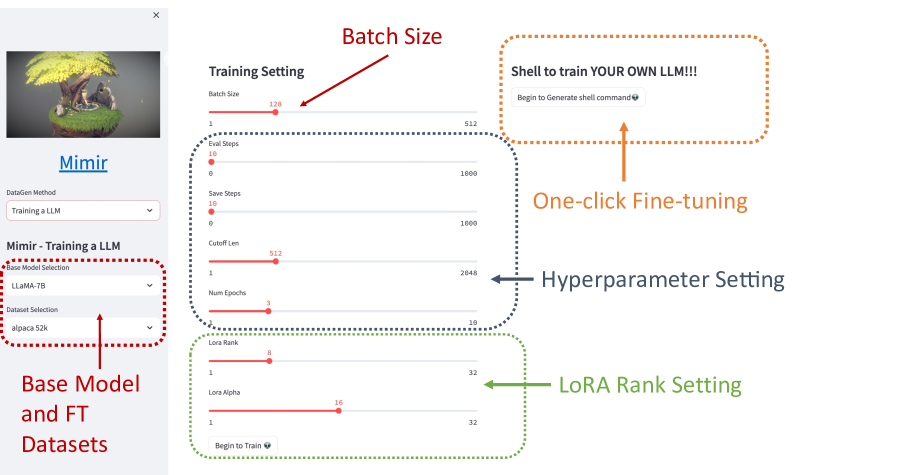 ×
Mimir
DataGen Method
Training a LLM
Mimir - Training a LLM
Base Model Selection
LLaMA-7B
Dataset Selection
alpaca 52k
Base Model
and FT
Datasets
Batch Size
Training Setting
Batch Size
128
1 512
Eval Steps
10
0 1000
Save Steps
10
0 1000
Cutoff Len
512
1 2048
Num Epochs
3
1 10
Lora Rank
8
1 32
Lora Alpha
16
1 32
Begin to Train 👽
Shell to train YOUR OWN LLM!!!
Begin to Generate shell command👽
One-click Fine-tuning
Hyperparameter Setting
LoRA Rank Setting